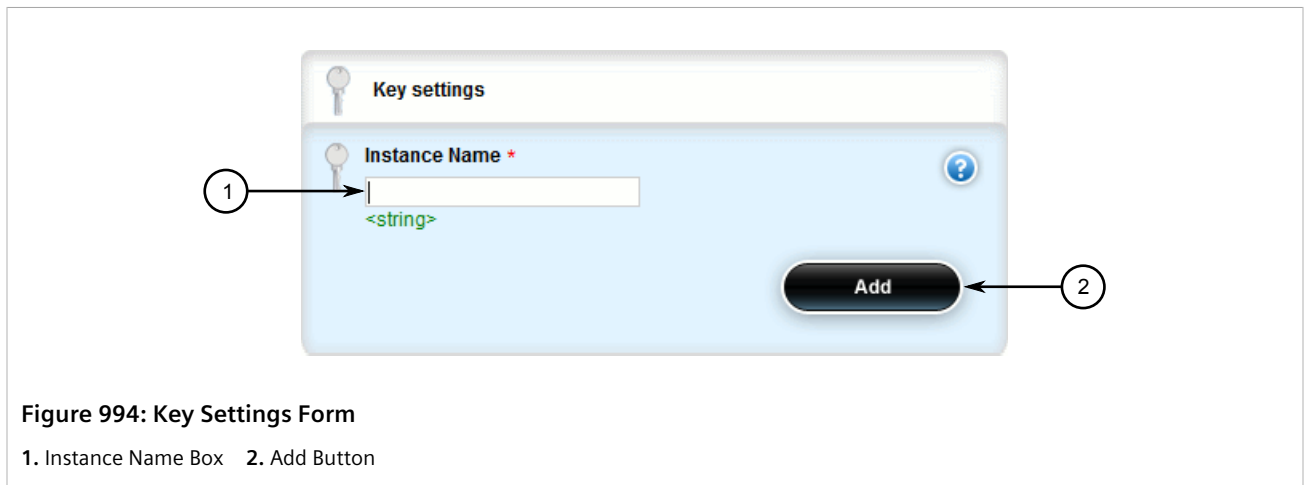 Key settings
Instance Name *
?
1
<string>
Add
2
Figure 994: Key Settings Form
1. Instance Name Box 2. Add Button